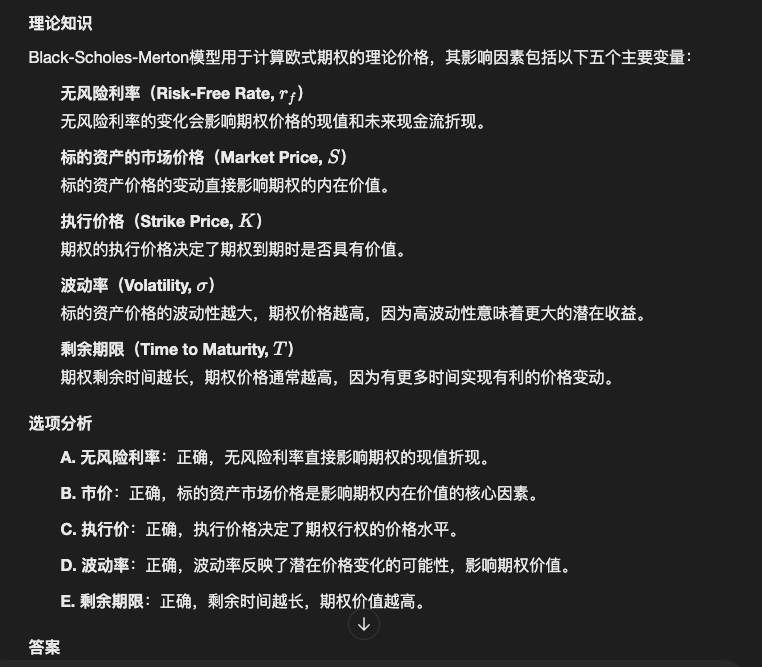 理论知识
Black-Scholes-Merton模型用于计算欧式期权的理论价格，其影响因素包括以下五个主要变量：
无风险利率（Risk-Free Rate, r_f）
无风险利率的变化会影响期权价格的现值和未来现金流折现。
标的资产的市场价格（Market Price, S）
标的资产价格的变动直接影响期权的内在价值。
执行价格（Strike Price, K）
期权的执行价格决定了期权到期时是否具有价值。
波动率（Volatility, σ）
标的资产价格的波动性越大，期权价格越高，因为高波动性意味着更大的潜在收益。
剩余期限（Time to Maturity, T）
期权剩余时间越长，期权价格通常越高，因为有更多时间实现有利的价格变动。
选项分析
A. 无风险利率：正确，无风险利率直接影响期权的现值折现。
B. 市价：正确，标的资产市场价格是影响期权内在价值的核心因素。
C. 执行价：正确，执行价格决定了期权行权的价格水平。
D. 波动率：正确，波动率反映了潜在价格变化的可能性，影响期权价值。
E. 剩余期限：正确，剩余时间越长，期权价值越高。
答案